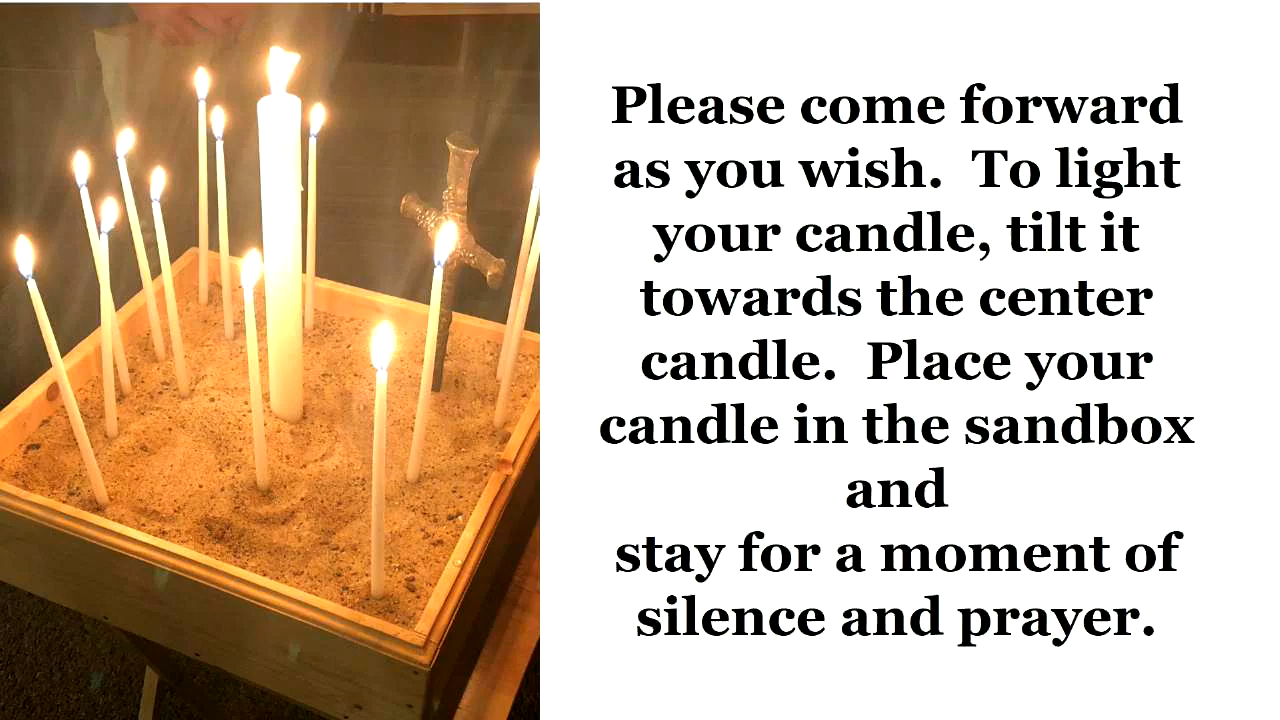 Please come forward
as you wish.  To light
your candle, tilt it
towards the center
candle.  Place your
candle in the sandbox
and
stay for a moment of
silence and prayer.